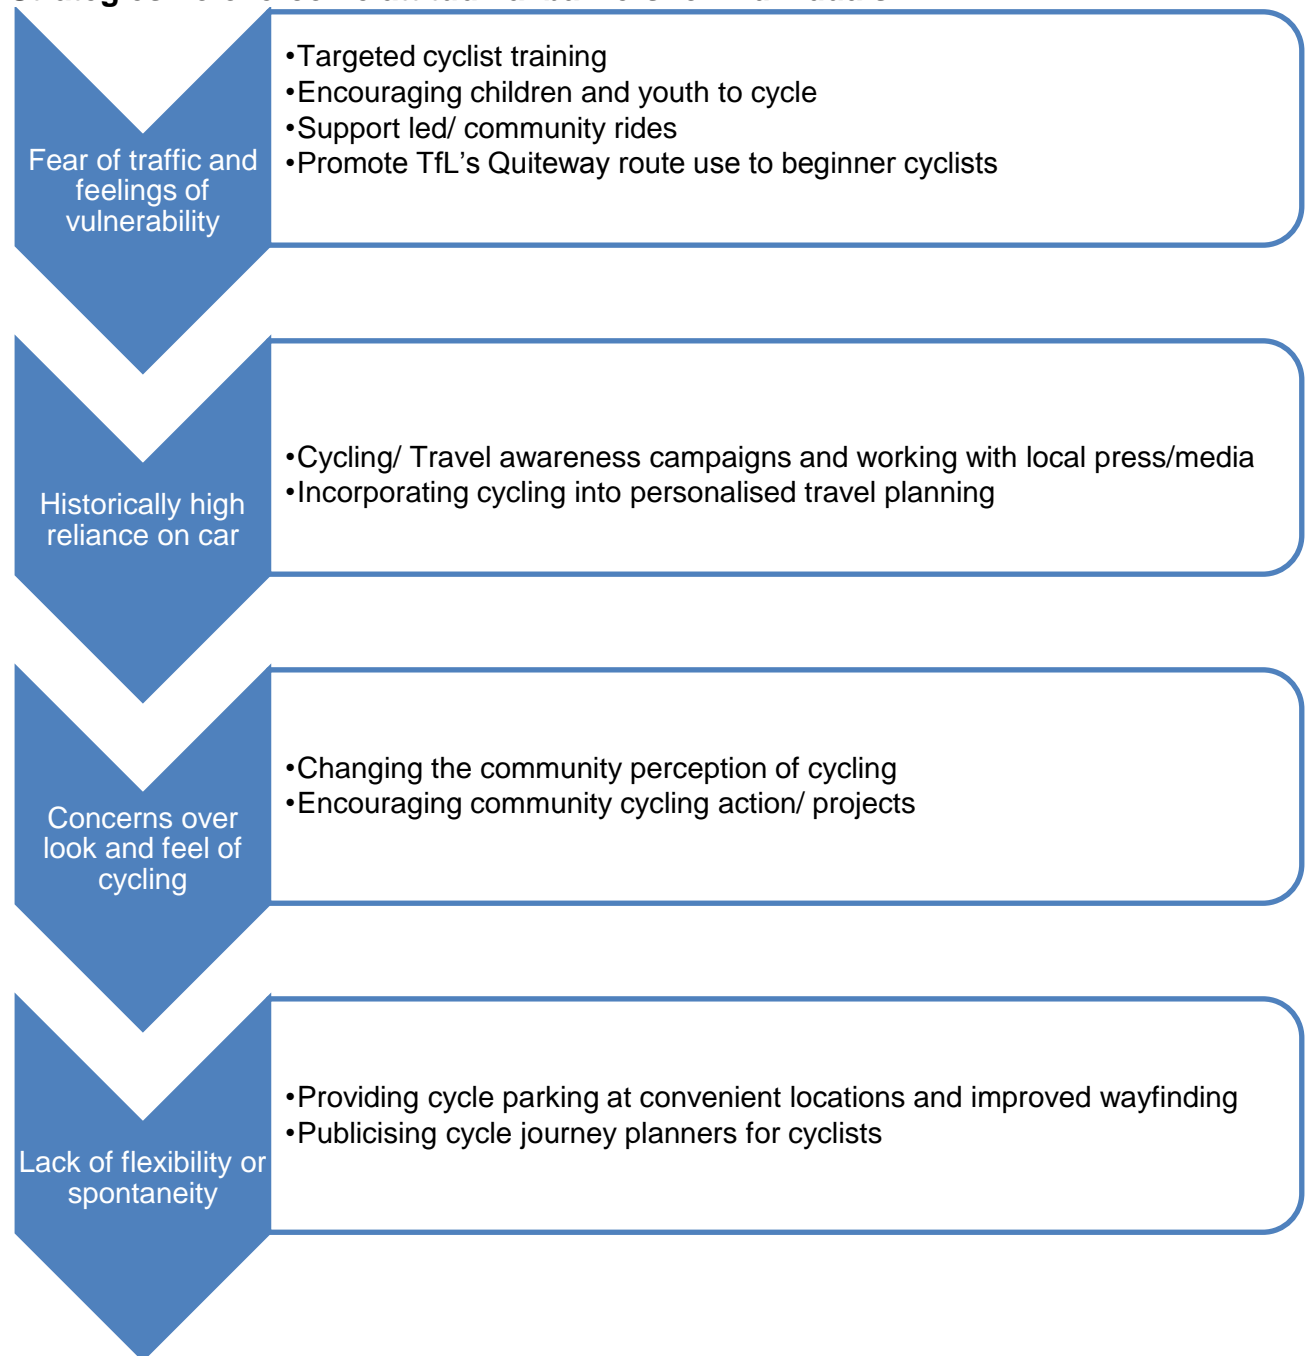 Fear of traffic and
feelings of
vulnerability
•Targeted cyclist training
•Encouraging children and youth to cycle
•Support led/ community rides
•Promote TfL's Quiteway route use to beginner cyclists
Historically high
reliance on car
•Cycling/ Travel awareness campaigns and working with local press/media
•Incorporating cycling into personalised travel planning
Concerns over
look and feel of
cycling
•Changing the community perception of cycling
•Encouraging community cycling action/ projects
Lack of flexibility or
spontaneity
•Providing cycle parking at convenient locations and improved wayfinding
•Publicising cycle journey planners for cyclists